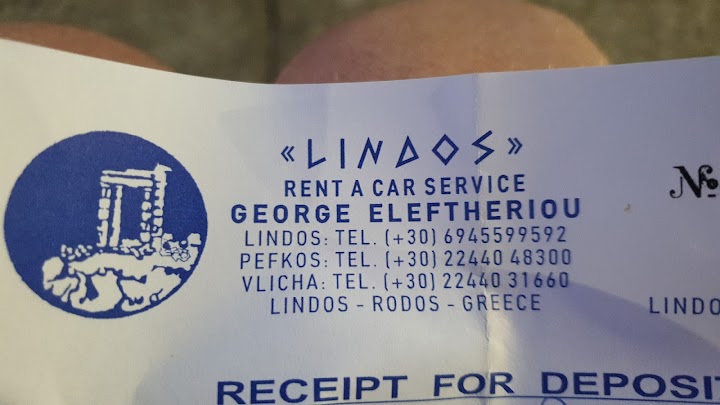 «LINDOS»
RENT A CAR SERVICE
GEORGE ELEFTHERIOU
LINDOS: TEL. (+30) 6945599592
PEFKOS: TEL. (+30) 22440 48300
VLICHA: TEL. (+30) 22440 31660
LINDOS - RODOS - GREECE
№
LINDO
RECEIPT FOR DEPOSIT